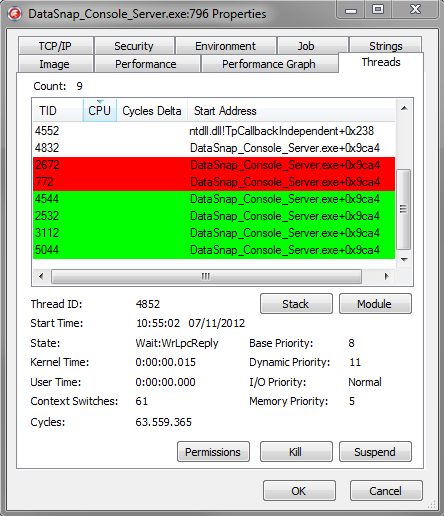 DataSnap_Console_Server.exe:796 Properties
TCP/IP Security Environment Job Strings
Image Performance Performance Graph Threads
Count: 9
TID CPU Cycles Delta Start Address
4552 ntdll.dll!TpCallbackIndependent+0x238
4832 DataSnap_Console_Server.exe+0x9ca4
2672 DataSnap_Console_Server.exe+0x9ca4
772 DataSnap_Console_Server.exe+0x9ca4
4544 DataSnap_Console_Server.exe+0x9ca4
2532 DataSnap_Console_Server.exe+0x9ca4
3112 DataSnap_Console_Server.exe+0x9ca4
5044 DataSnap_Console_Server.exe+0x9ca4
Thread ID: 4852 Stack Module
Start Time: 10:55:02 07/11/2012
State: Wait:WrLpcReply Base Priority: 8
Kernel Time: 0:00:00.015 Dynamic Priority: 11
User Time: 0:00:00.000 I/O Priority: Normal
Context Switches: 61 Memory Priority: 5
Cycles: 63.559.365
Permissions Kill Suspend
OK Cancel